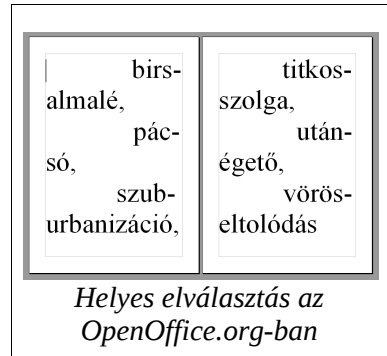 birs-
almalé,
pác-
só,
szub-
urbanizáció,
titkos-
szolga,
után-
égető,
vörös-
eltolódás
Helyes elválasztás az
OpenOffice.org-ban